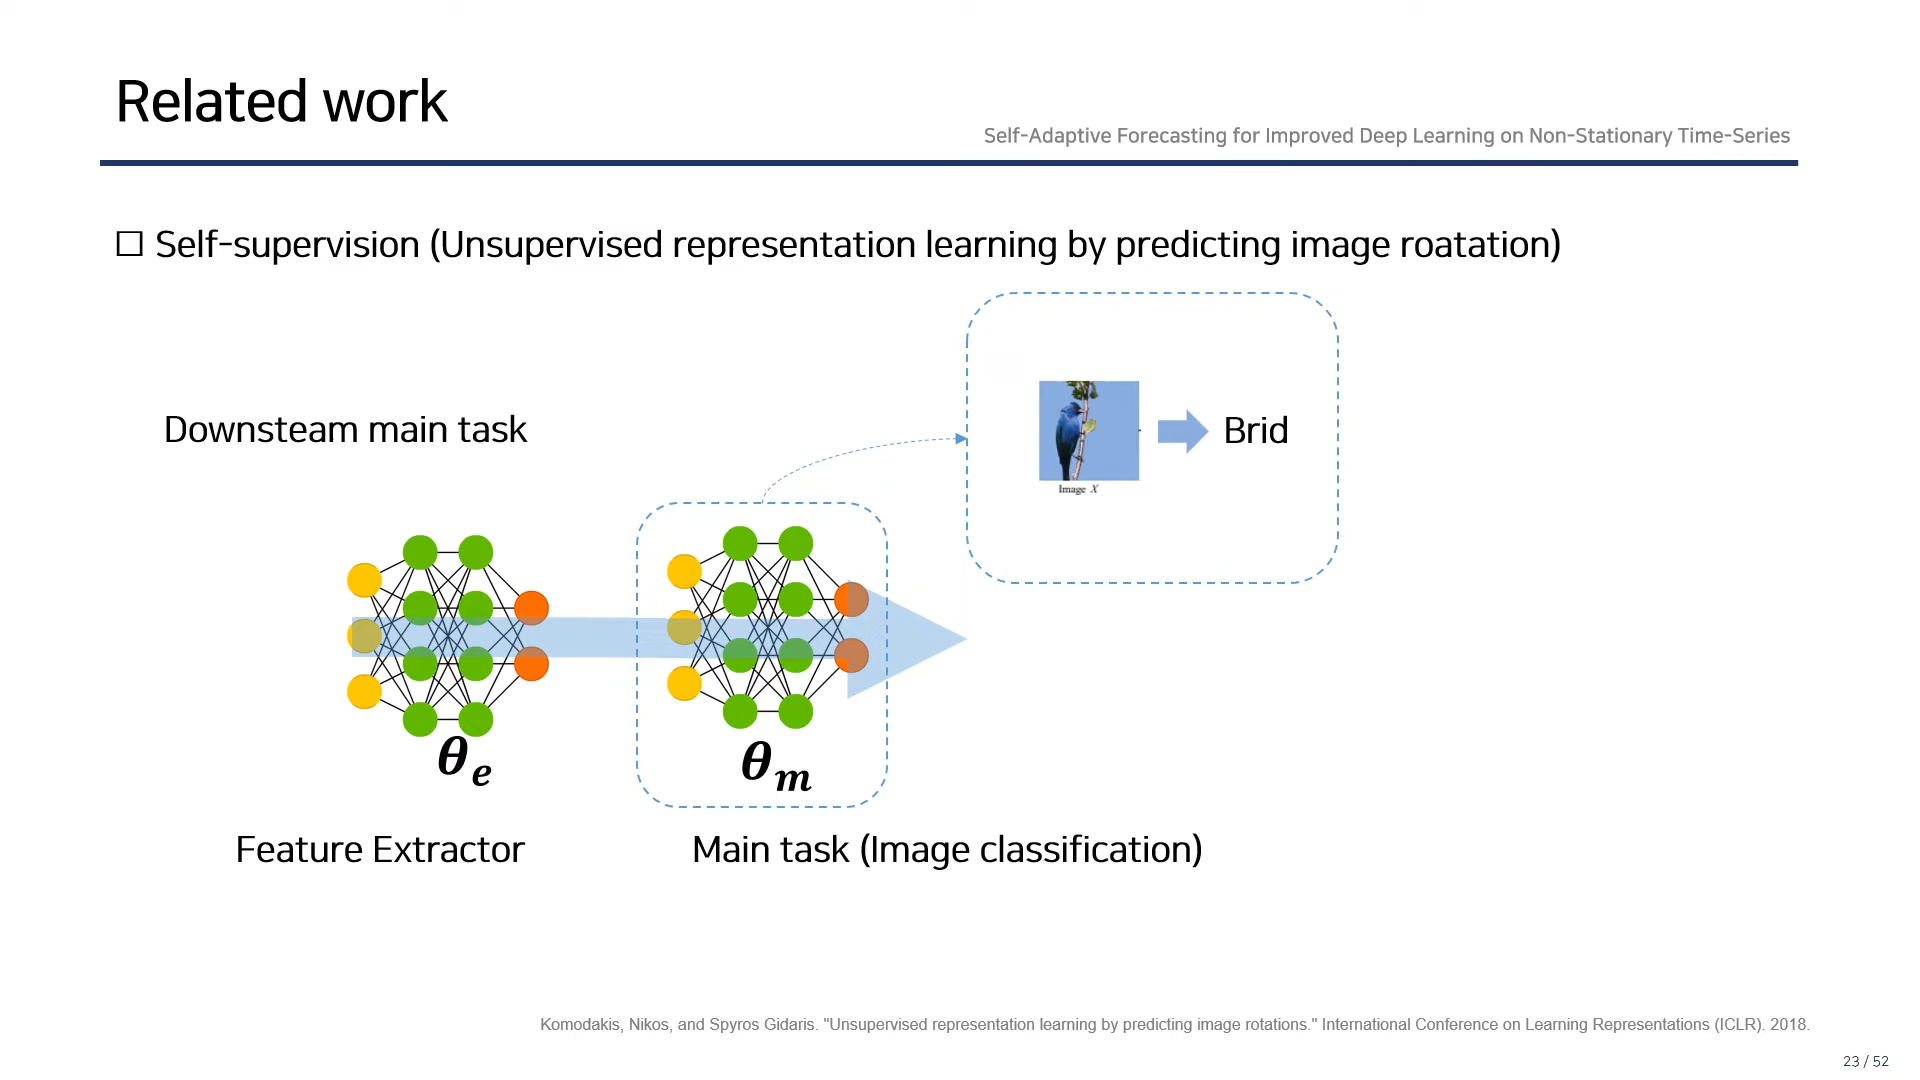 Related work
Self-Adaptive Forecasting for Improved Deep Learning on Non-Stationary Time-Series
☐ Self-supervision (Unsupervised representation learning by predicting image roatation)
Downsteam main task
Brid
Image X
θe
θm
Feature Extractor
Main task (Image classification)
Komodakis, Nikos, and Spyros Gidaris. "Unsupervised representation learning by predicting image rotations." International Conference on Learning Representations (ICLR). 2018.
23 / 52